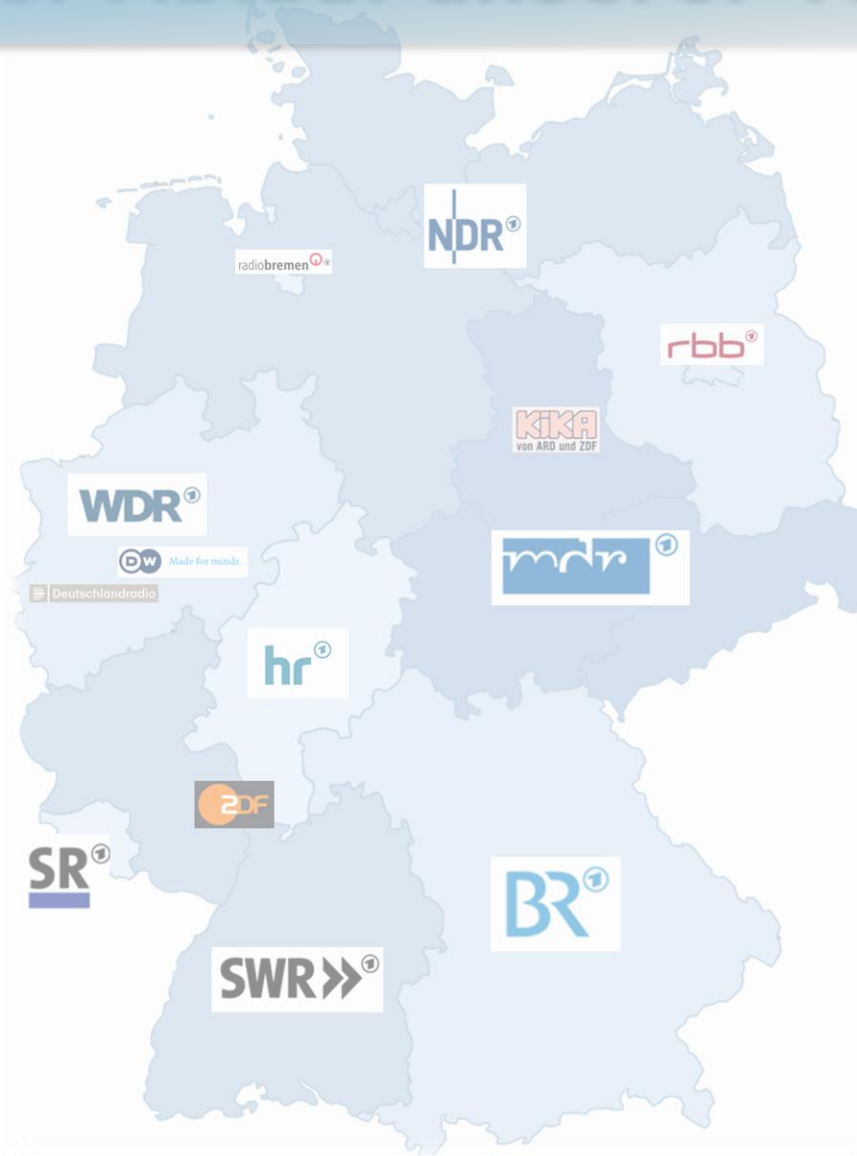 NDR
radiobremen
rbb
KiKA
von ARD und ZDF
WDR
DW Made for minds.
Deutschlandradio
mdr
hr
ZDF
SR
BR
SWR